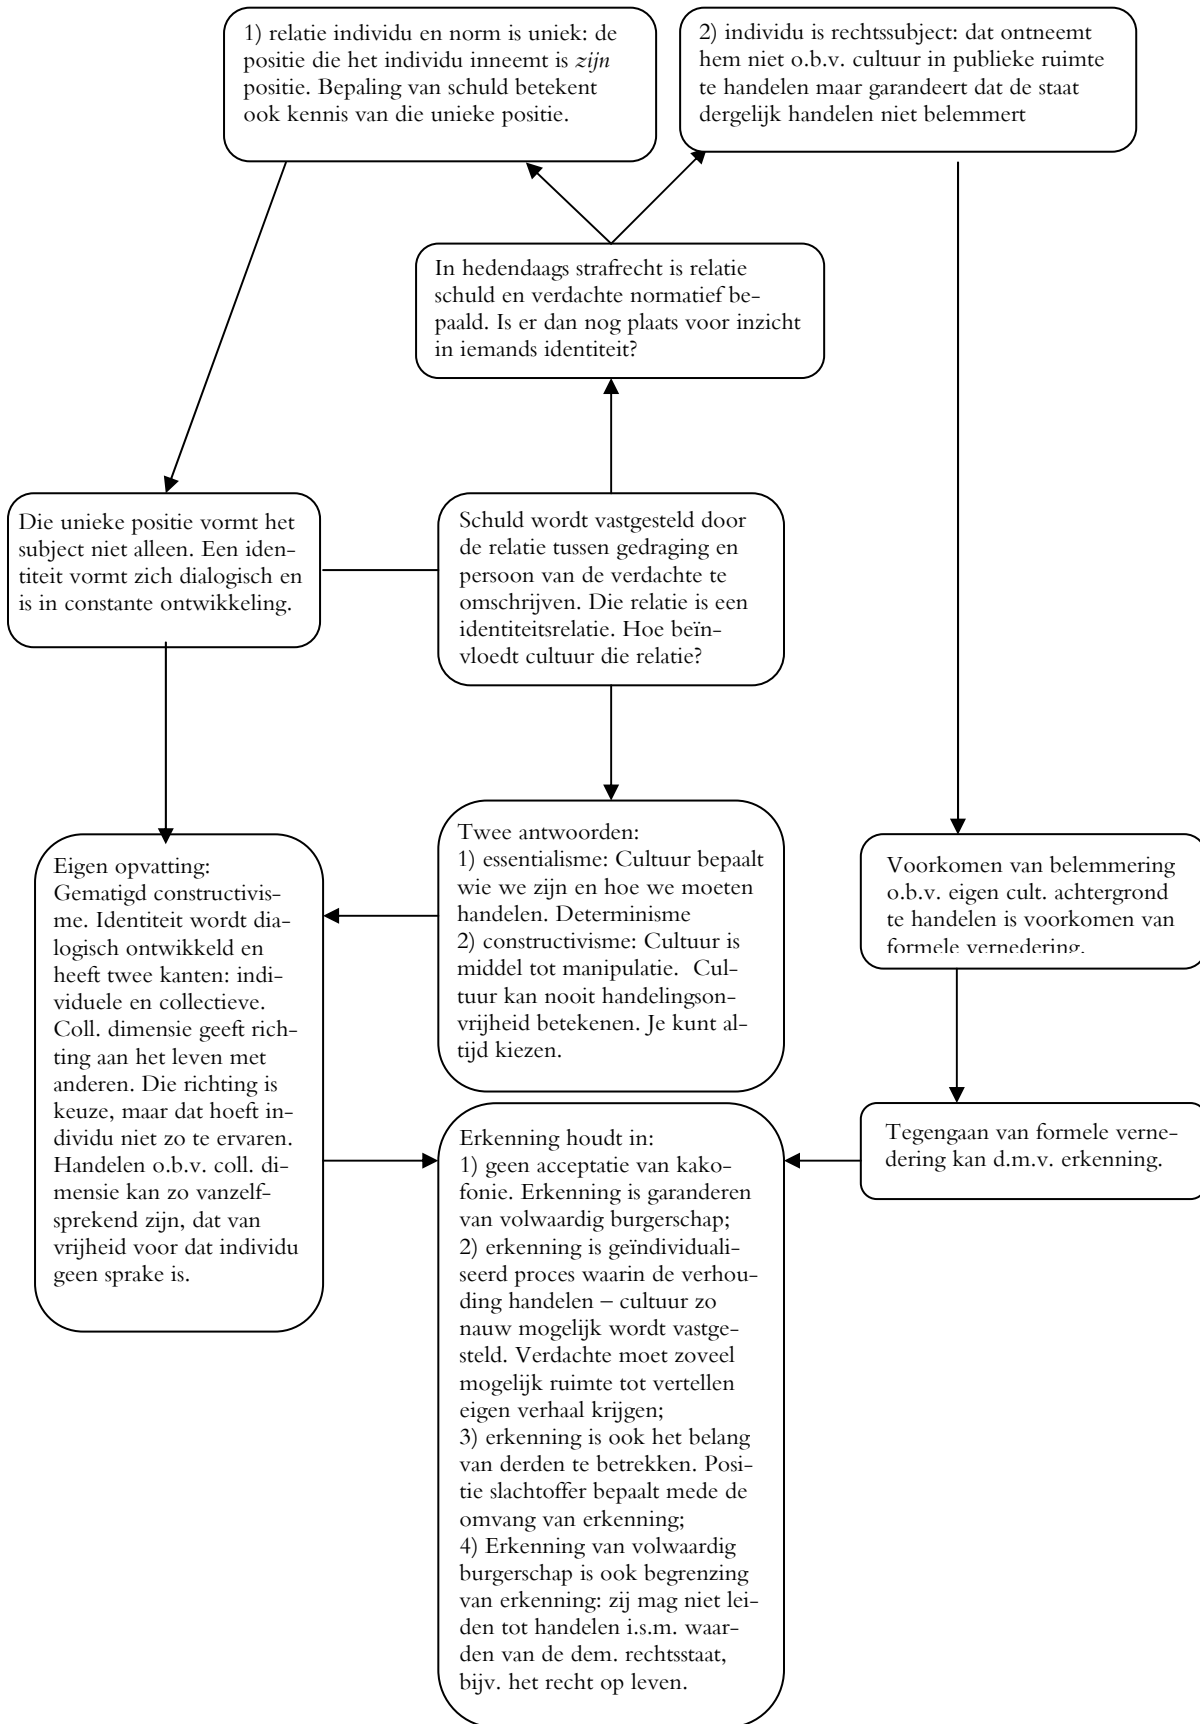 1) relatie individu en norm is uniek: de
positie die het individu inneemt is zijn
positie. Bepaling van schuld betekent
ook kennis van die unieke positie.
2) individu is rechtssubject: dat ontneemt
hem niet o.b.v. cultuur in publieke ruimte
te handelen maar garandeert dat de staat
dergelijk handelen niet belemmert
In hedendaags strafrecht is relatie
schuld en verdachte normatief be-
paald. Is er dan nog plaats voor inzicht
in iemands identiteit?
Die unieke positie vormt het
subject niet alleen. Een iden-
titeit vormt zich dialogisch en
is in constante ontwikkeling.
Schuld wordt vastgesteld door
de relatie tussen gedraging en
persoon van de verdachte te
omschrijven. Die relatie is een
identiteitsrelatie. Hoe beïn-
vloedt cultuur die relatie?
Eigen opvatting:
Gematigd constructivis-
me. Identiteit wordt dia-
logisch ontwikkeld en
heeft twee kanten: indi-
viduele en collectieve.
Coll. dimensie geeft rich-
ting aan het leven met
anderen. Die richting is
keuze, maar dat hoeft in-
dividu niet zo te ervaren.
Handelen o.b.v. coll. di-
mensie kan zo vanzelf-
sprekend zijn, dat van
vrijheid voor dat individu
geen sprake is.
Twee antwoorden:
1) essentialisme: Cultuur bepaalt
wie we zijn en hoe we moeten
handelen. Determinisme
2) constructivisme: Cultuur is
middel tot manipulatie. Cul-
tuur kan nooit handelingson-
vrijheid betekenen. Je kunt al-
tijd kiezen.
Voorkomen van belemmering
o.b.v. eigen cult. achtergrond
te handelen is voorkomen van
formele vernedering.
Tegengaan van formele verne-
dering kan d.m.v. erkenning.
Erkenning houdt in:
1) geen acceptatie van kako-
fonie. Erkenning is garanderen
van volwaardig burgerschap;
2) erkenning is geïndividuali-
seerd proces waarin de verhou-
ding handelen – cultuur zo
nauw mogelijk wordt vastge-
steld. Verdachte moet zoveel
mogelijk ruimte tot vertellen
eigen verhaal krijgen;
3) erkenning is ook het belang
van derden te betrekken. Posi-
tie slachtoffer bepaalt mede de
omvang van erkenning;
4) Erkenning van volwaardig
burgerschap is ook begrenzing
van erkenning: zij mag niet lei-
den tot handelen i.s.m. waar-
den van de dem. rechtsstaat,
bijv. het recht op leven.